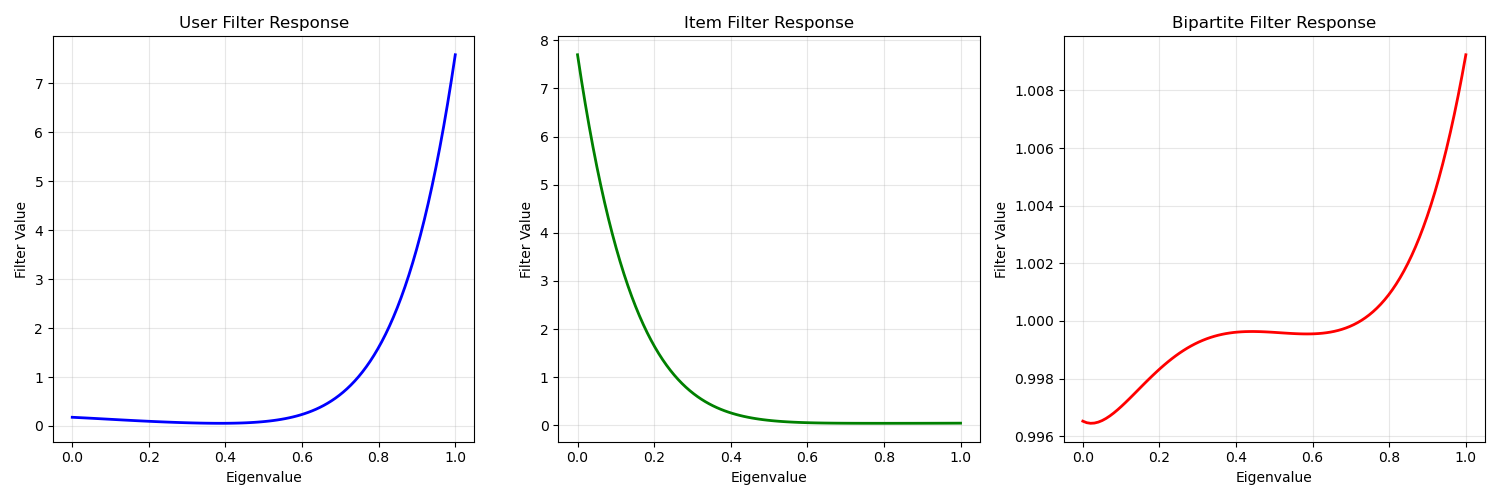 User Filter Response
Filter Value
7
6
5
4
3
2
1
0
0.0 0.2 0.4 0.6 0.8 1.0
Eigenvalue
Item Filter Response
Filter Value
8
7
6
5
4
3
2
1
0
0.0 0.2 0.4 0.6 0.8 1.0
Eigenvalue
Bipartite Filter Response
Filter Value
1.008
1.006
1.004
1.002
1.000
0.998
0.996
0.0 0.2 0.4 0.6 0.8 1.0
Eigenvalue